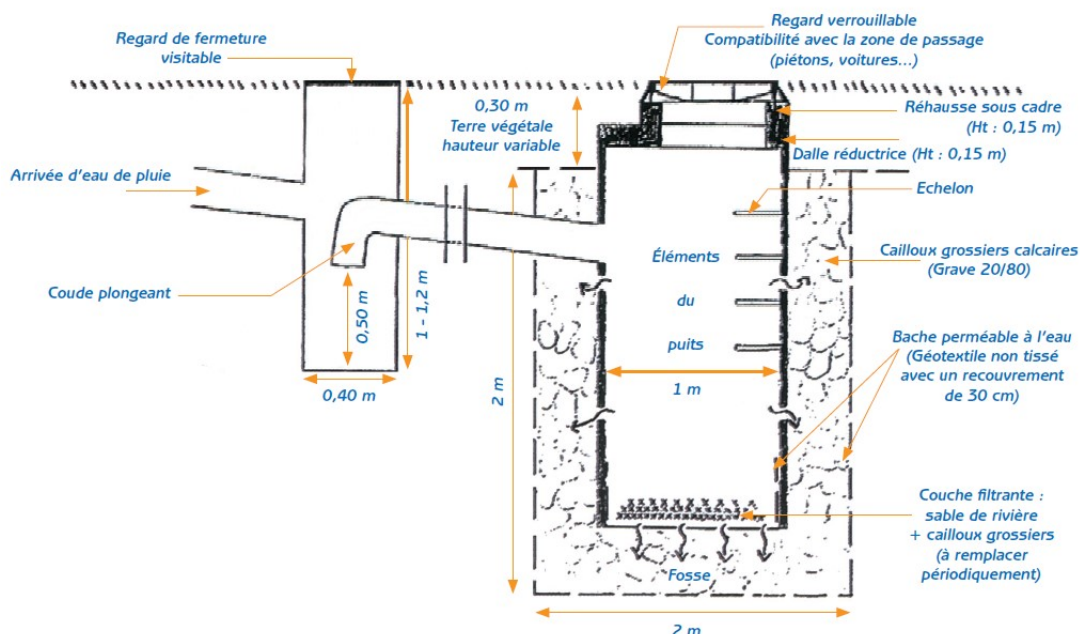 Regard de fermeture
visitable
Regard verrouillable
Compatibilité avec la zone de passage
(piétons, voitures...)
0,30 m
Terre végétale
hauteur variable
Réhausse sous cadre
(Ht : 0,15 m)
Dalle réductrice (Ht : 0,15 m)
Arrivée d'eau de pluie
Echelon
Cailloux grossiers calcaires
(Grave 20/80)
Éléments
du
puits
Coude plongeant
0,50 m
1 - 1,2 m
0,40 m
2 m
1 m
Bache perméable à l'eau
(Géotextile non tissé
avec un recouvrement
de 30 cm)
Couche filtrante :
sable de rivière
+ cailloux grossiers
(à remplacer
périodiquement)
Fosse
2 m